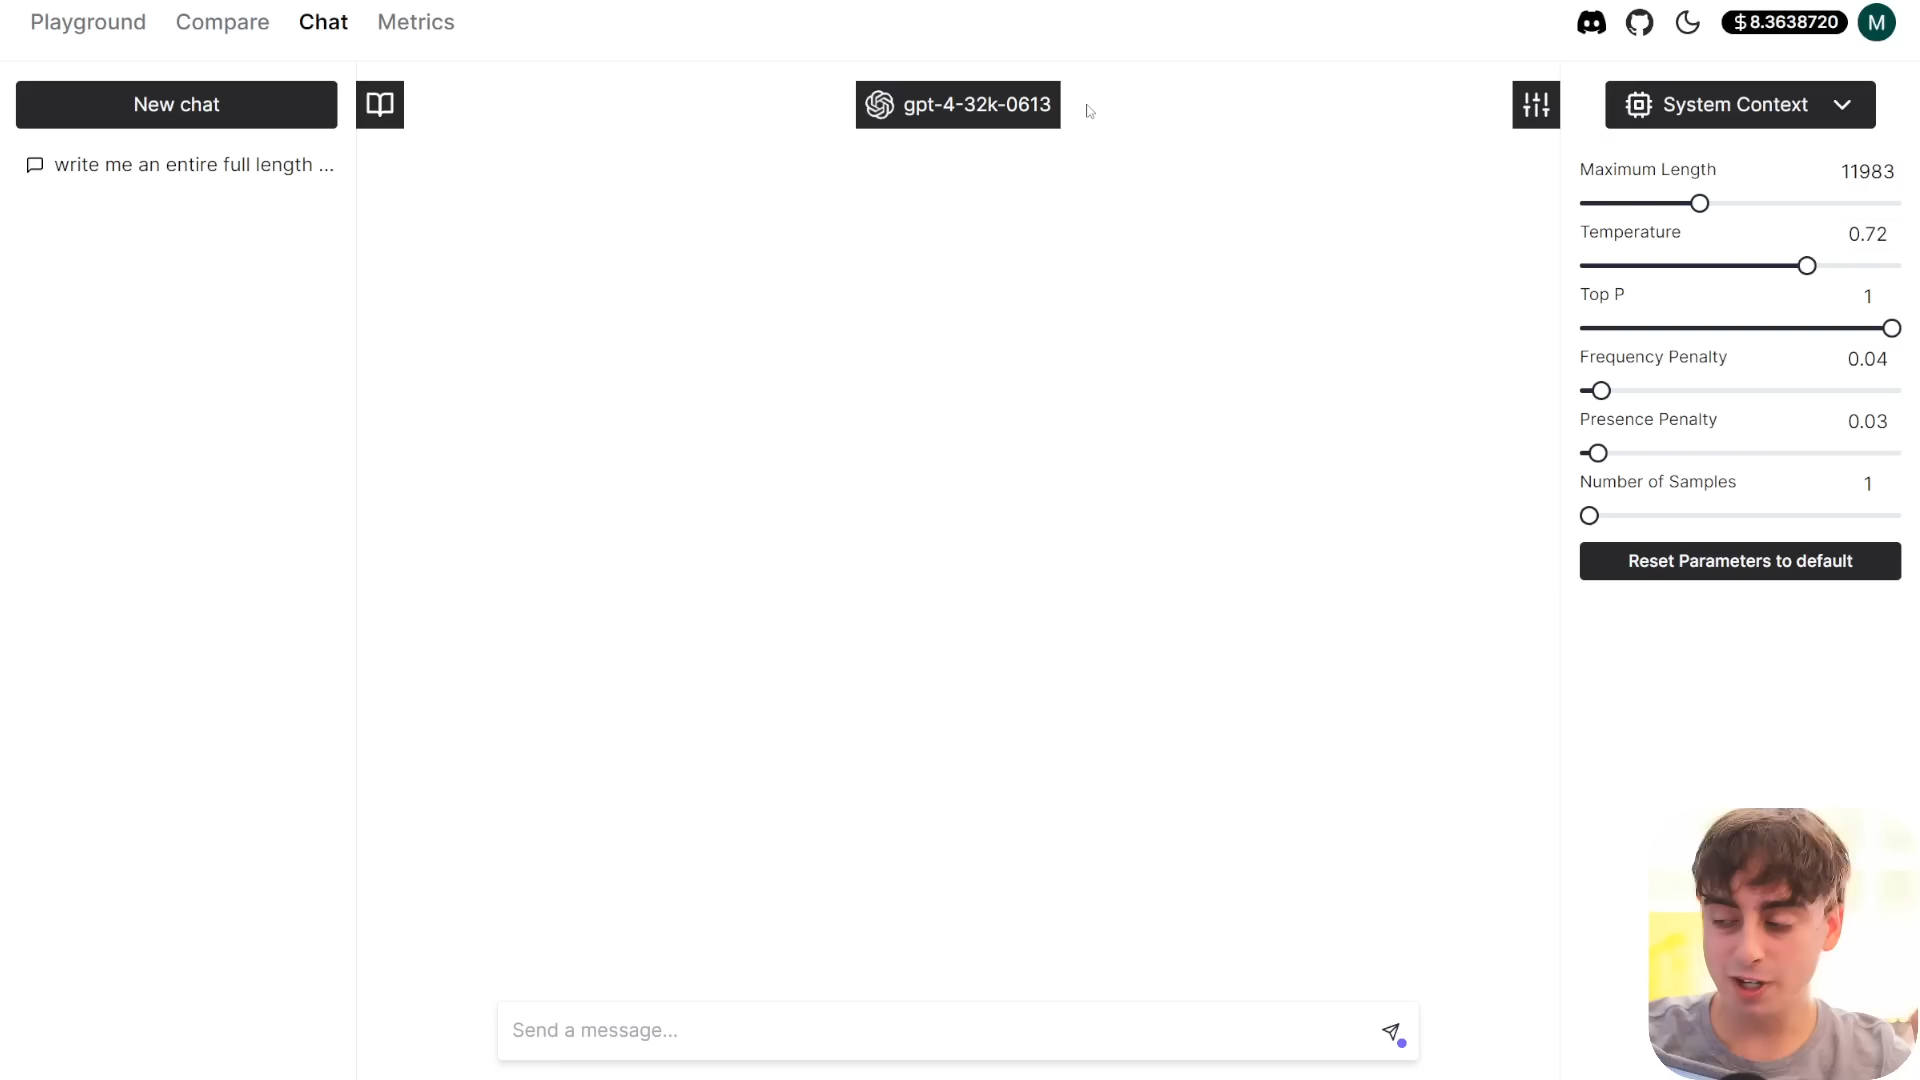 Playground Compare Chat Metrics
$8.3638720 M
New chat
write me an entire full length ...
gpt-4-32k-0613
System Context
Maximum Length 11983
Temperature 0.72
Top P 1
Frequency Penalty 0.04
Presence Penalty 0.03
Number of Samples 1
Reset Parameters to default
Send a message...